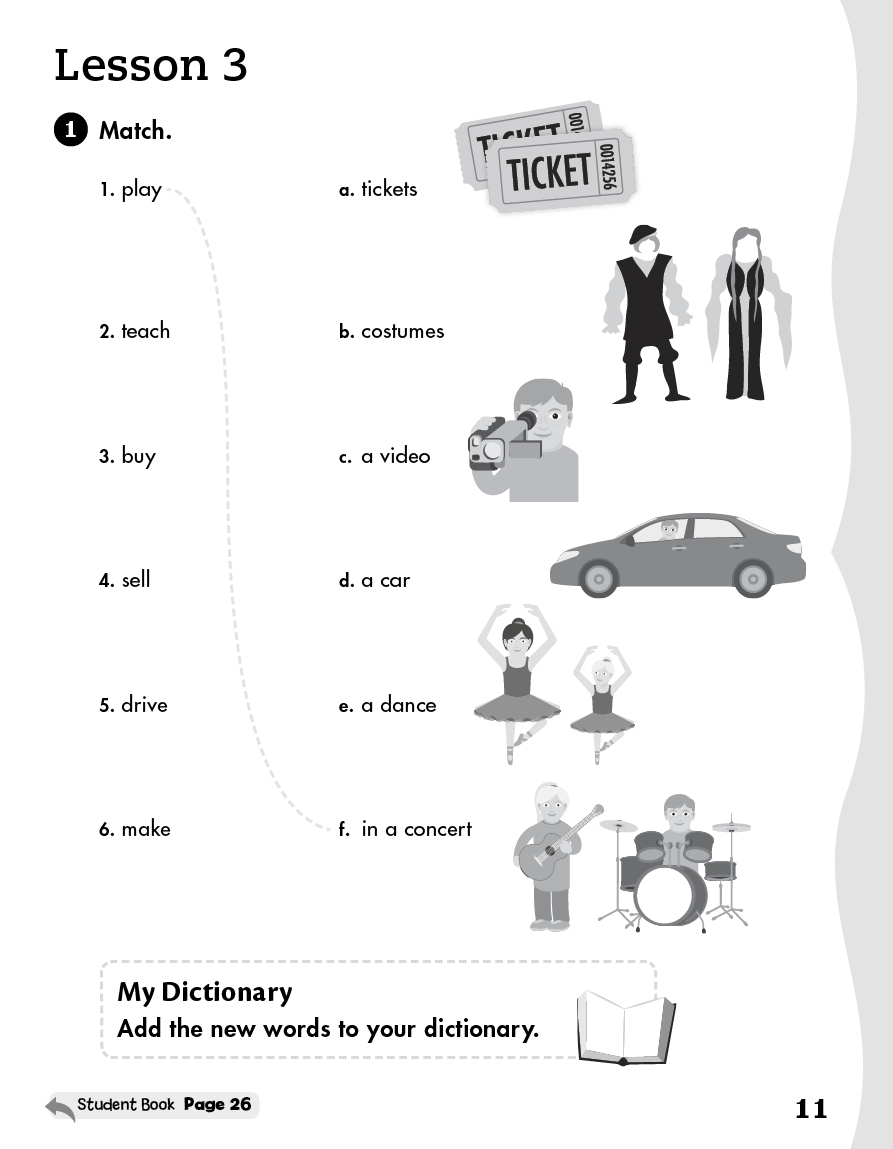 Lesson 3
1 Match.
TICKET 001
TICKET 0014256
1. play a. tickets
2. teach b. costumes
3. buy c. a video
4. sell d. a car
5. drive e. a dance
6. make f. in a concert
My Dictionary
Add the new words to your dictionary.
Student Book Page 26
11